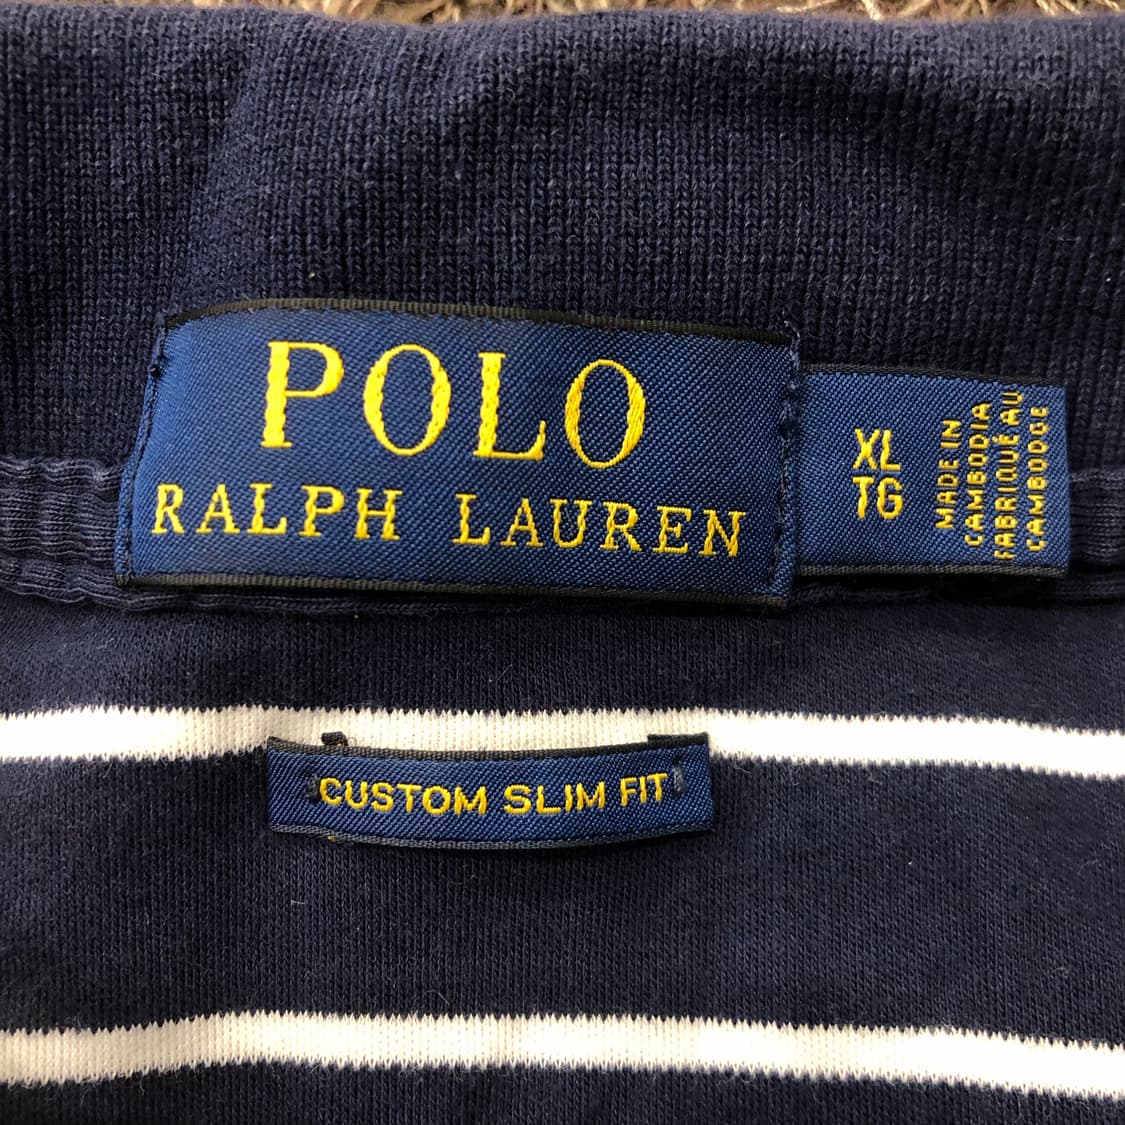 POLO
RALPH LAUREN
XL
TG
MADE IN
CAMBODIA
FABRIQUÉ AU
CAMBODGE
CUSTOM SLIM FIT